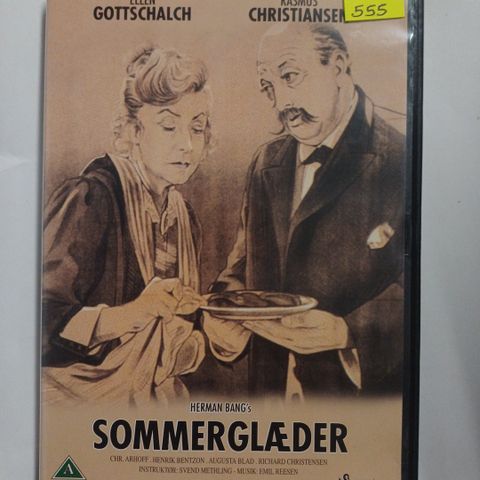 ELLEN RASMUS
GOTTSCHALCH CHRISTIANSEN
555
HERMAN BANG's
SOMMERGLÆDER
CHR. ARHOFF . HENRIK BENTZON . AUGUSTA BLAD . RICHARD CHRISTENSEN
INSTRUKTØR: SVEND METHLING - MUSIK: EMIL REESEN
A